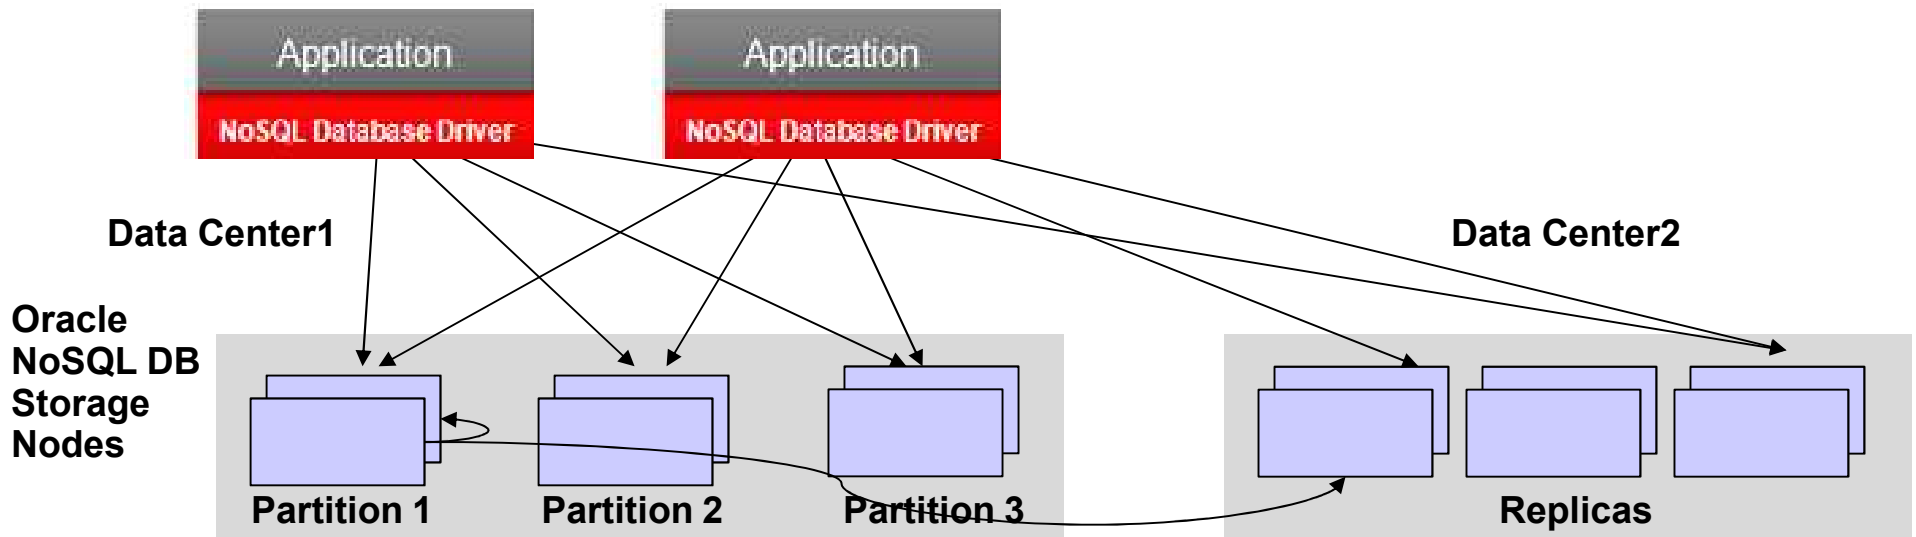 Application
Application
NoSQL Database Driver
NoSQL Database Driver
Data Center1
Data Center2
Oracle
NoSQL DB
Storage
Nodes
Partition 1
Partition 2
Partition 3
Replicas